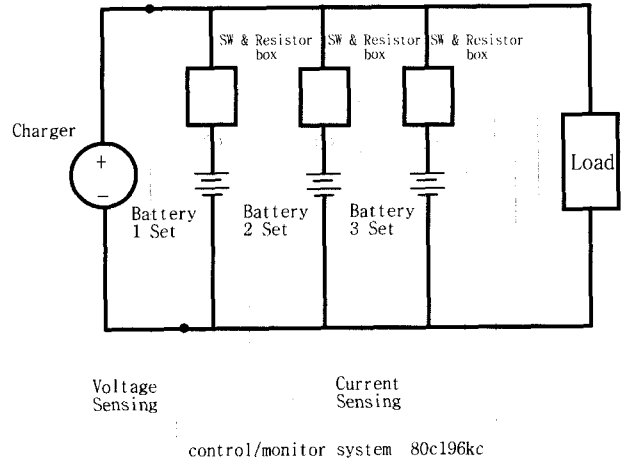 SW & Resistor box
SW & Resistor box
SW & Resistor box
Charger
+
−
Load
Battery
1 Set
Battery
2 Set
Battery
3 Set
Voltage
Sensing
Current
Sensing
control/monitor system 80c196kc